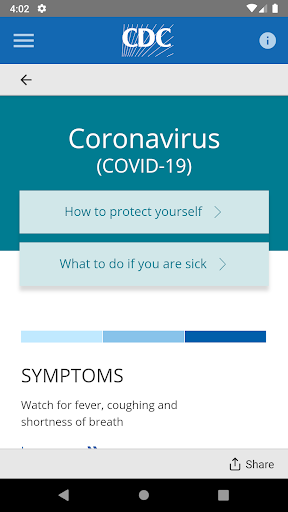 4:02
CDC
Coronavirus
(COVID-19)
How to protect yourself
What to do if you are sick
SYMPTOMS
Watch for fever, coughing and
shortness of breath
Share